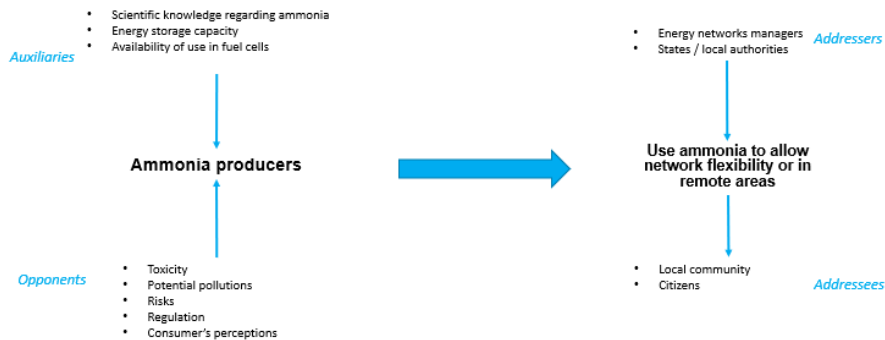 • Scientific knowledge regarding ammonia
• Energy storage capacity
• Availability of use in fuel cells
Auxiliaries
• Energy networks managers
• States / local authorities
Addressers
Ammonia producers
Use ammonia to allow
network flexibility or in
remote areas
Opponents
• Toxicity
• Potential pollutions
• Risks
• Regulation
• Consumer's perceptions
• Local community
• Citizens
Addressees